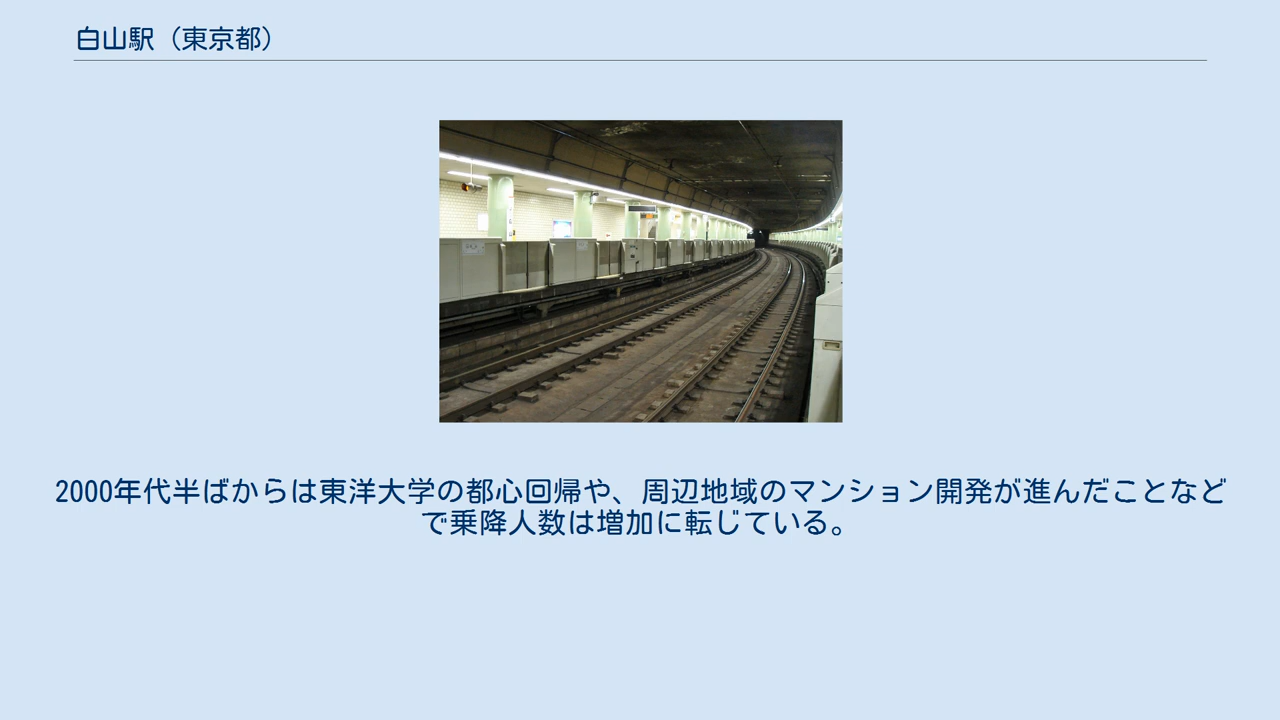 白山駅（東京都）
2000年代半ばからは東洋大学の都心回帰や、周辺地域のマンション開発が進んだことなど
で乗降人数は増加に転じている。